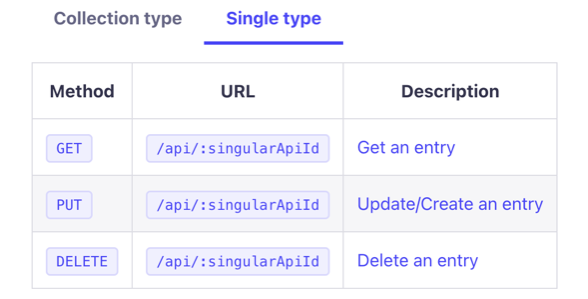 Collection type Single type
Method URL Description
GET /api/:singularApiId Get an entry
PUT /api/:singularApiId Update/Create an entry
DELETE /api/:singularApiId Delete an entry